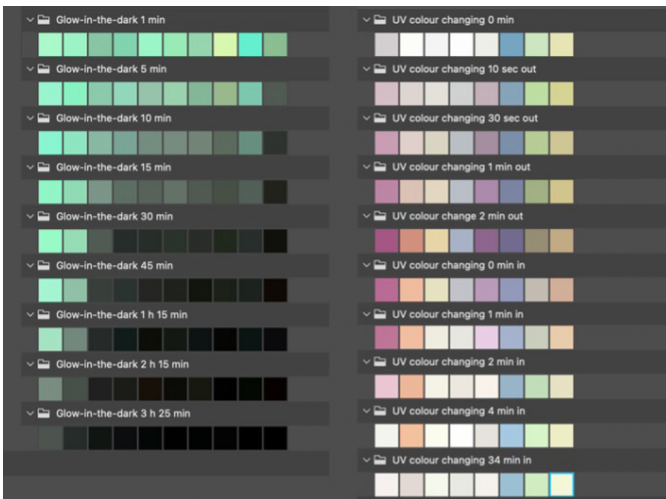 Glow-in-the-dark 1 min
Glow-in-the-dark 5 min
Glow-in-the-dark 10 min
Glow-in-the-dark 15 min
Glow-in-the-dark 30 min
Glow-in-the-dark 45 min
Glow-in-the-dark 1 h 15 min
Glow-in-the-dark 2 h 15 min
Glow-in-the-dark 3 h 25 min
UV colour changing 0 min
UV colour changing 10 sec out
UV colour changing 30 sec out
UV colour changing 1 min out
UV colour change 2 min out
UV colour changing 0 min in
UV colour changing 1 min in
UV colour changing 2 min in
UV colour changing 4 min in
UV colour changing 34 min in